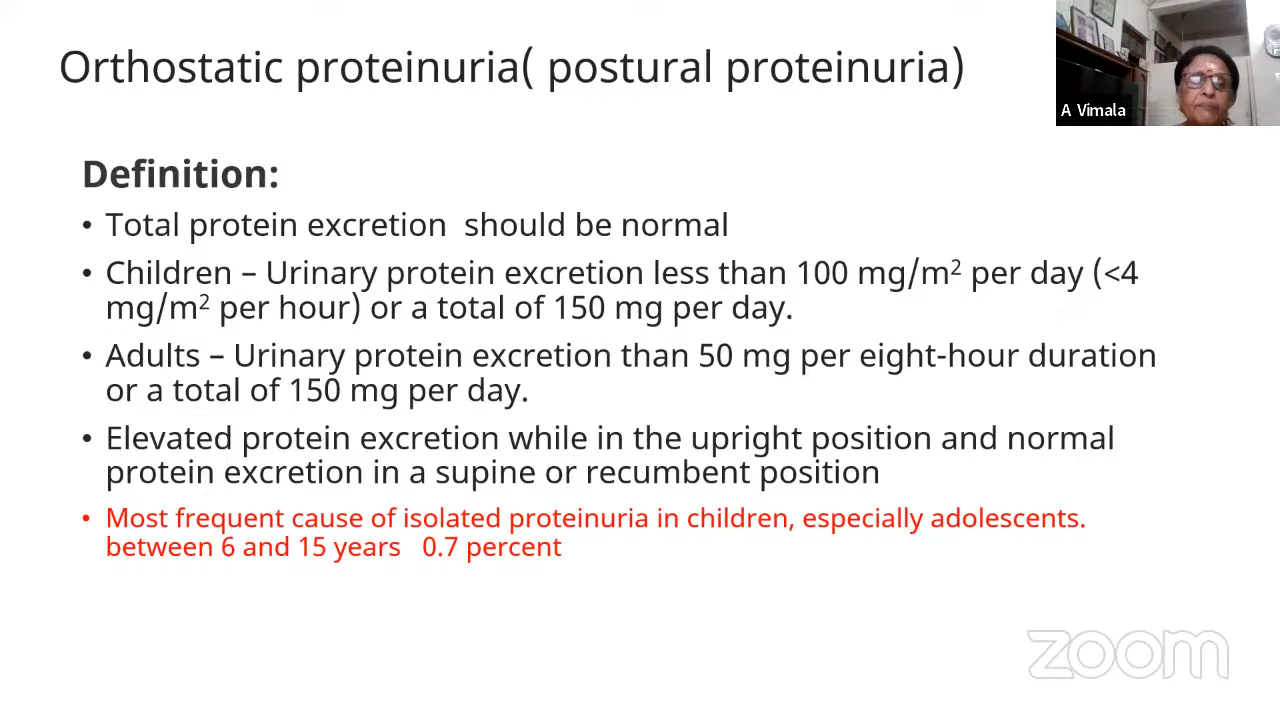 Orthostatic proteinuria( postural proteinuria)
A Vimala
Definition:
• Total protein excretion  should be normal
• Children – Urinary protein excretion less than 100 mg/m² per day (<4
mg/m² per hour) or a total of 150 mg per day.
• Adults – Urinary protein excretion than 50 mg per eight-hour duration
or a total of 150 mg per day.
• Elevated protein excretion while in the upright position and normal
protein excretion in a supine or recumbent position
• Most frequent cause of isolated proteinuria in children, especially adolescents.
between 6 and 15 years   0.7 percent
zoom